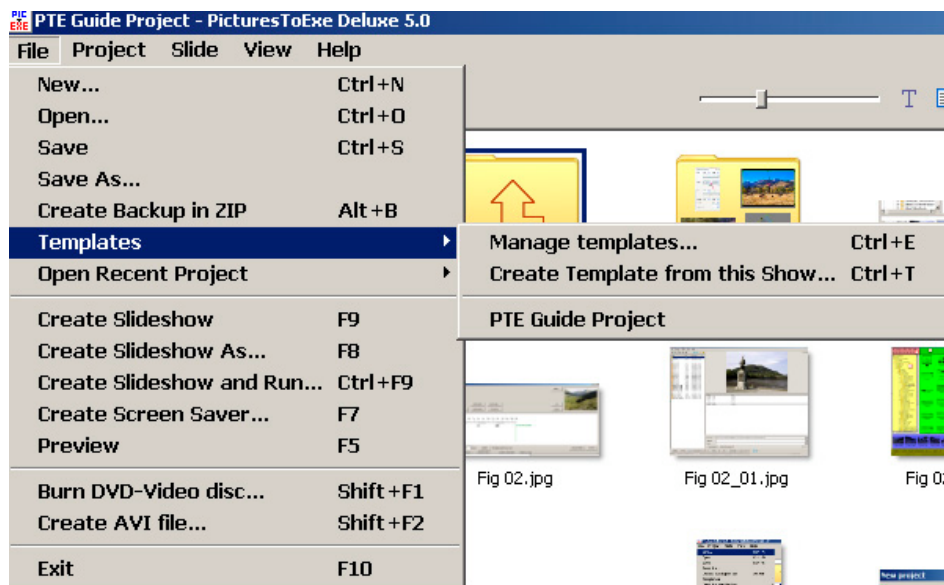 PIC EXE PTE Guide Project - PicturesToExe Deluxe 5.0
File Project Slide View Help
New... Ctrl+N
Open... Ctrl+O
Save Ctrl+S
Save As...
Create Backup in ZIP Alt+B
Templates
Open Recent Project
Create Slideshow F9
Create Slideshow As... F8
Create Slideshow and Run... Ctrl+F9
Create Screen Saver... F7
Preview F5
Burn DVD-Video disc... Shift+F1
Create AVI file... Shift+F2
Exit F10
Manage templates... Ctrl+E
Create Template from this Show... Ctrl+T
PTE Guide Project
T
Fig 02.jpg
Fig 02_01.jpg
Fig 02
New project